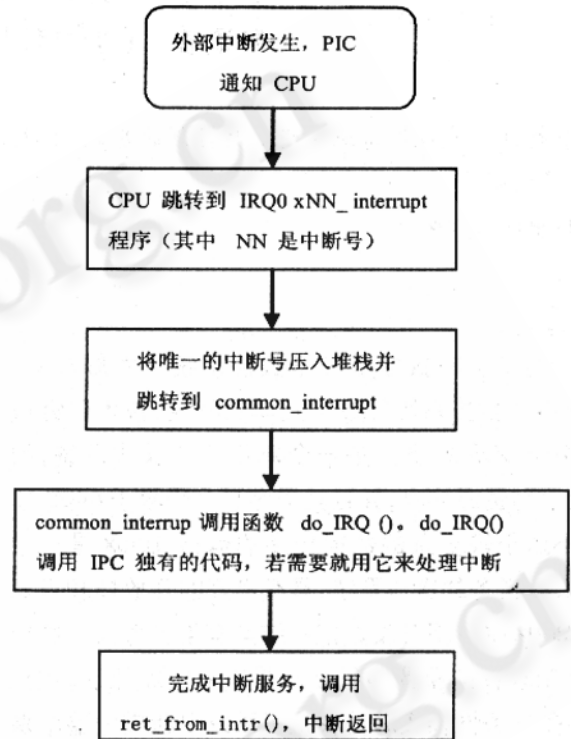 外部中断发生，PIC
通知 CPU
CPU 跳转到 IRQ0 xNN_ interrupt
程序（其中 NN 是中断号）
将唯一的中断号压入堆栈并
跳转到 common_interrupt
common_interrup 调用函数 do_IRQ ()。do_IRQ()
调用 IPC 独有的代码，若需要就用它来处理中断
完成中断服务，调用
ret_from_intr()，中断返回
org.cn
org.cn